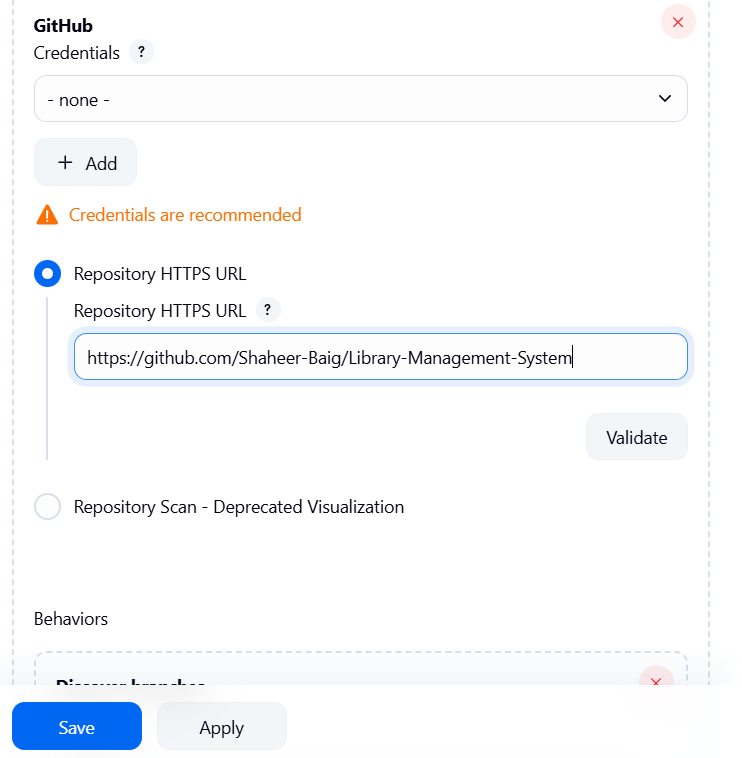 GitHub
Credentials ?
- none -
+ Add
Credentials are recommended
Repository HTTPS URL
Repository HTTPS URL ?
https://github.com/Shaheer-Baig/Library-Management-System
Validate
Repository Scan - Deprecated Visualization
Behaviors
Discover branches
Save Apply